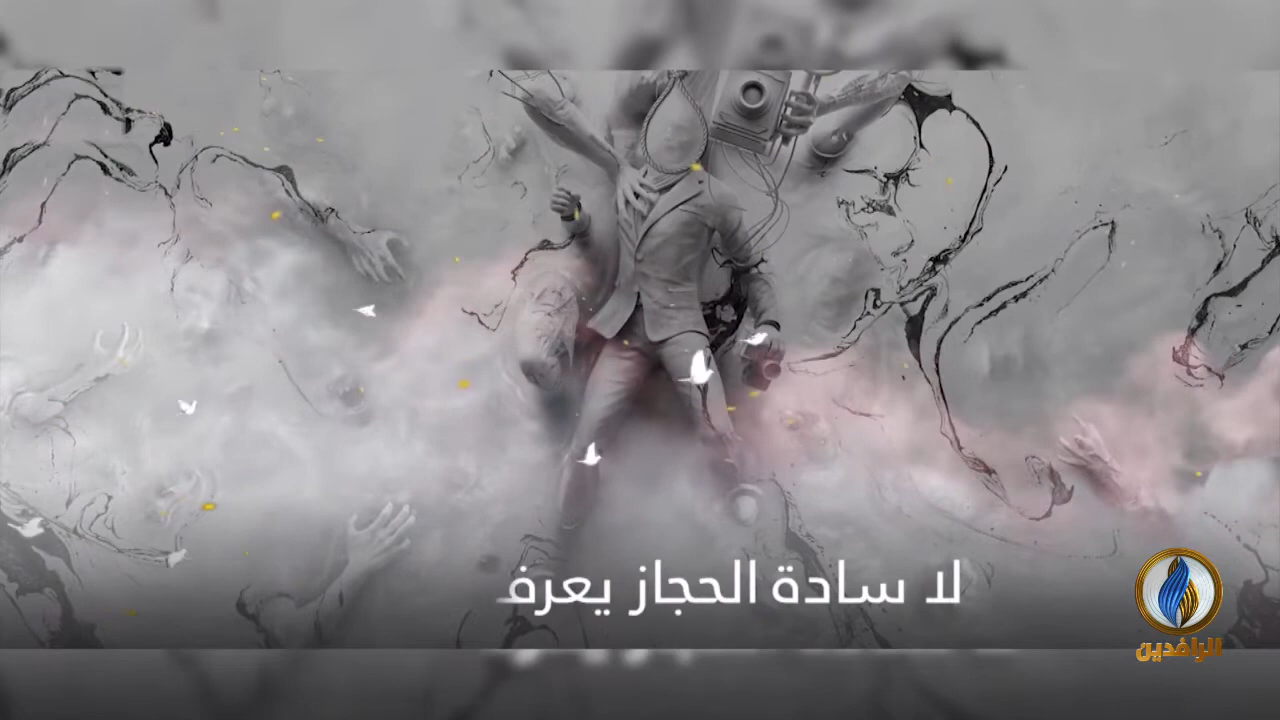 لا سادة الحجاز يعرف
الرافدين